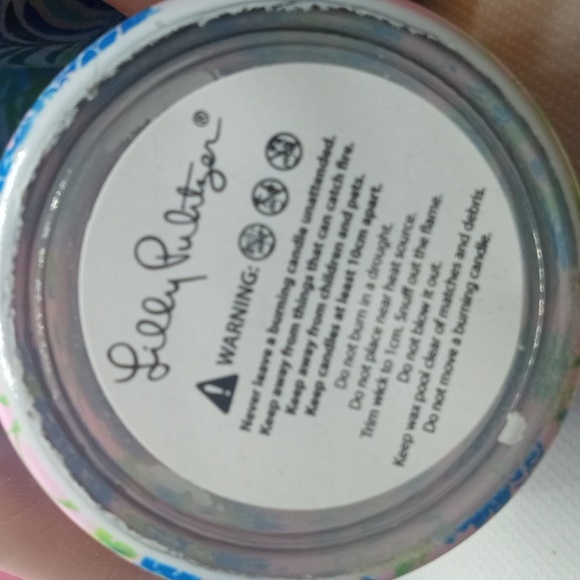 Lilly Pulitzer®
WARNING:
Never leave a burning candle unattended.
Keep away from things that can catch fire.
Keep away from children and pets.
Keep candles at least 10cm apart.
Do not burn in a drought.
Do not place near heat source.
Trim wick to 1cm. Snuff out the flame.
Do not blow it out.
Keep wax pool clear of matches and debris.
Do not move a burning candle.